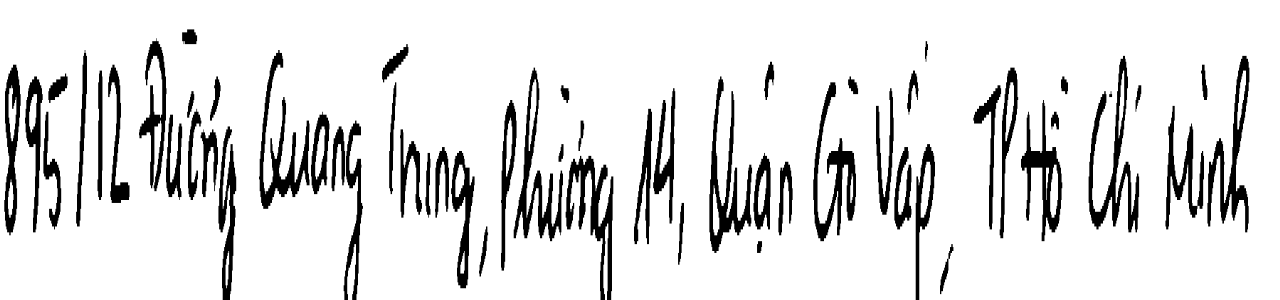 895/12 Đường Quang Trung, Phường 14, Quận Gò Vấp, TP Hồ Chí Minh